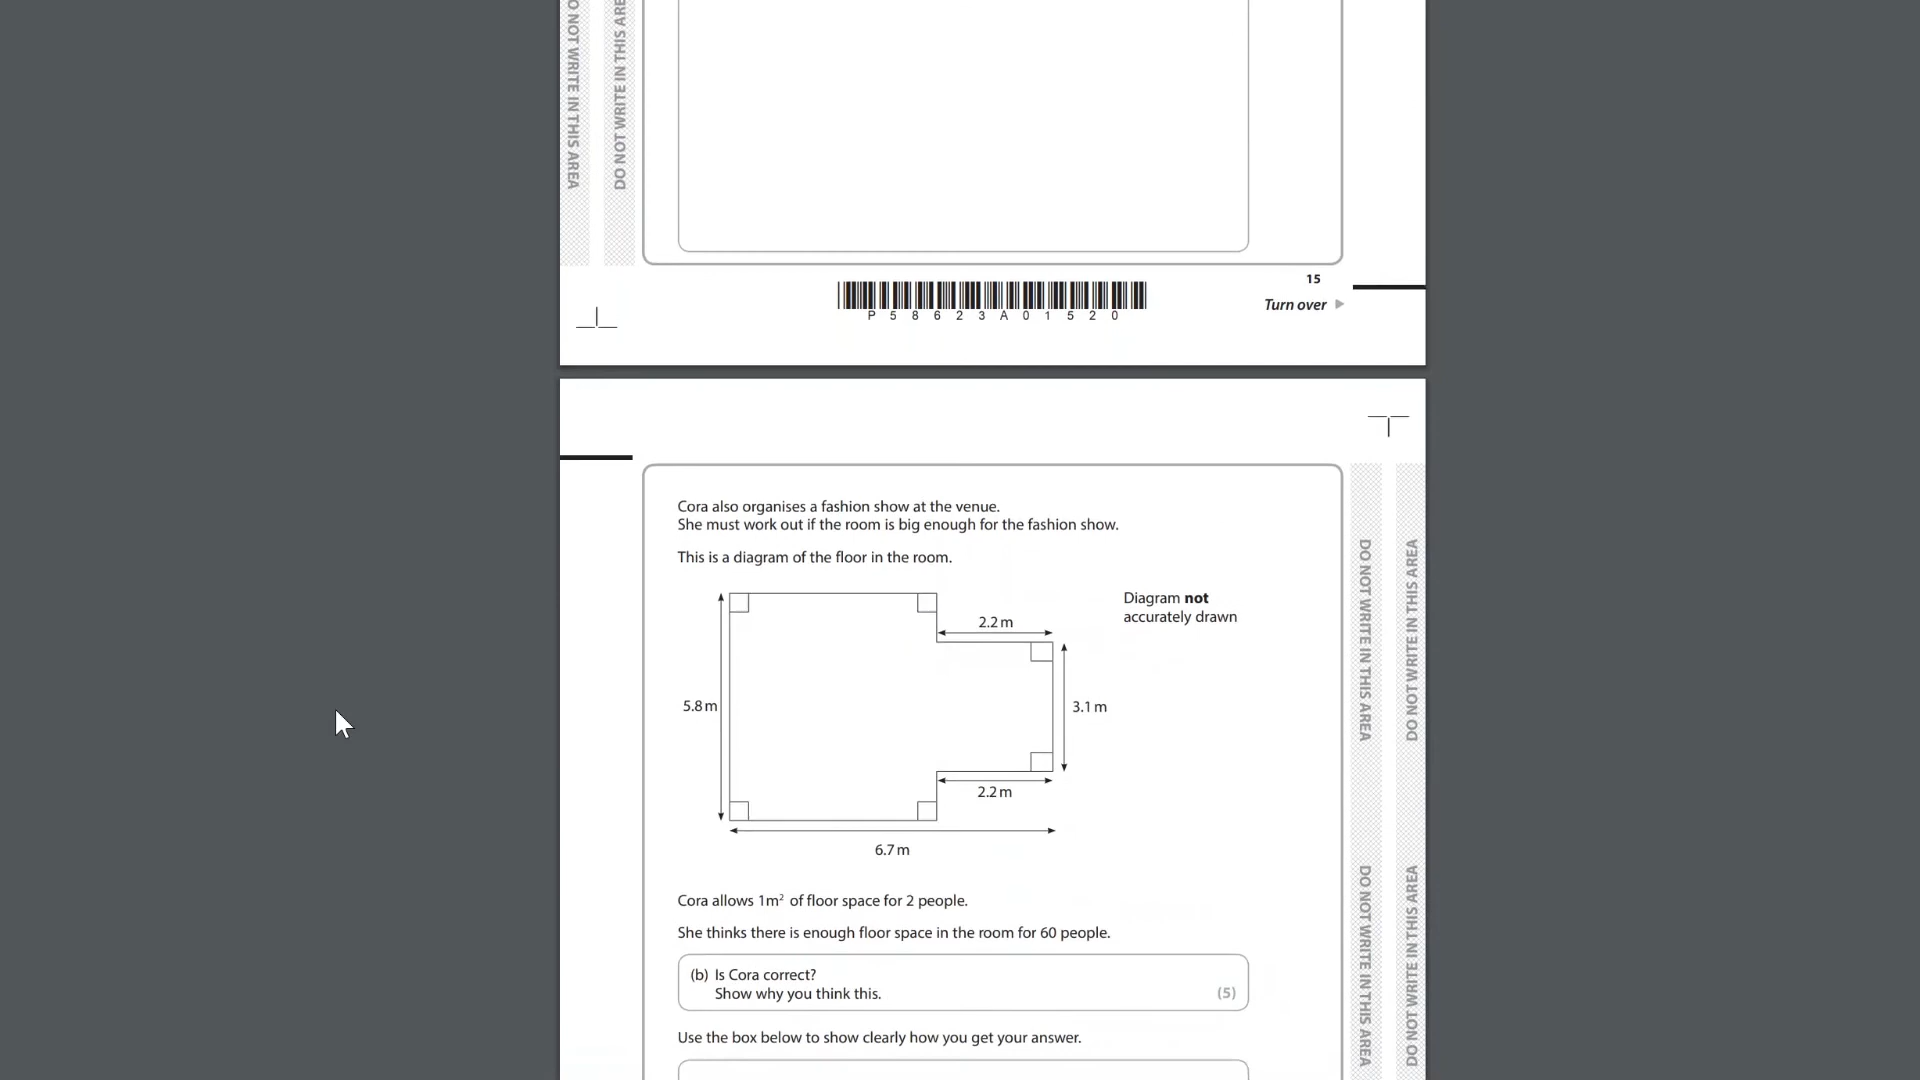 DO NOT WRITE IN THIS AREA
DO NOT WRITE IN THIS ARE
15
Turn over
P 5 8 6 2 3 A 0 1 5 2 0
Cora also organises a fashion show at the venue.
She must work out if the room is big enough for the fashion show.
This is a diagram of the floor in the room.
Diagram not
accurately drawn
2.2 m
5.8 m
3.1 m
2.2 m
6.7 m
Cora allows 1m² of floor space for 2 people.
She thinks there is enough floor space in the room for 60 people.
(b) Is Cora correct?
Show why you think this.
(5)
Use the box below to show clearly how you get your answer.
DO NOT WRITE IN THIS AREA
DO NOT WRITE IN THIS AREA
DO NOT WRITE IN THIS AREA
DO NOT WRITE IN THIS AREA